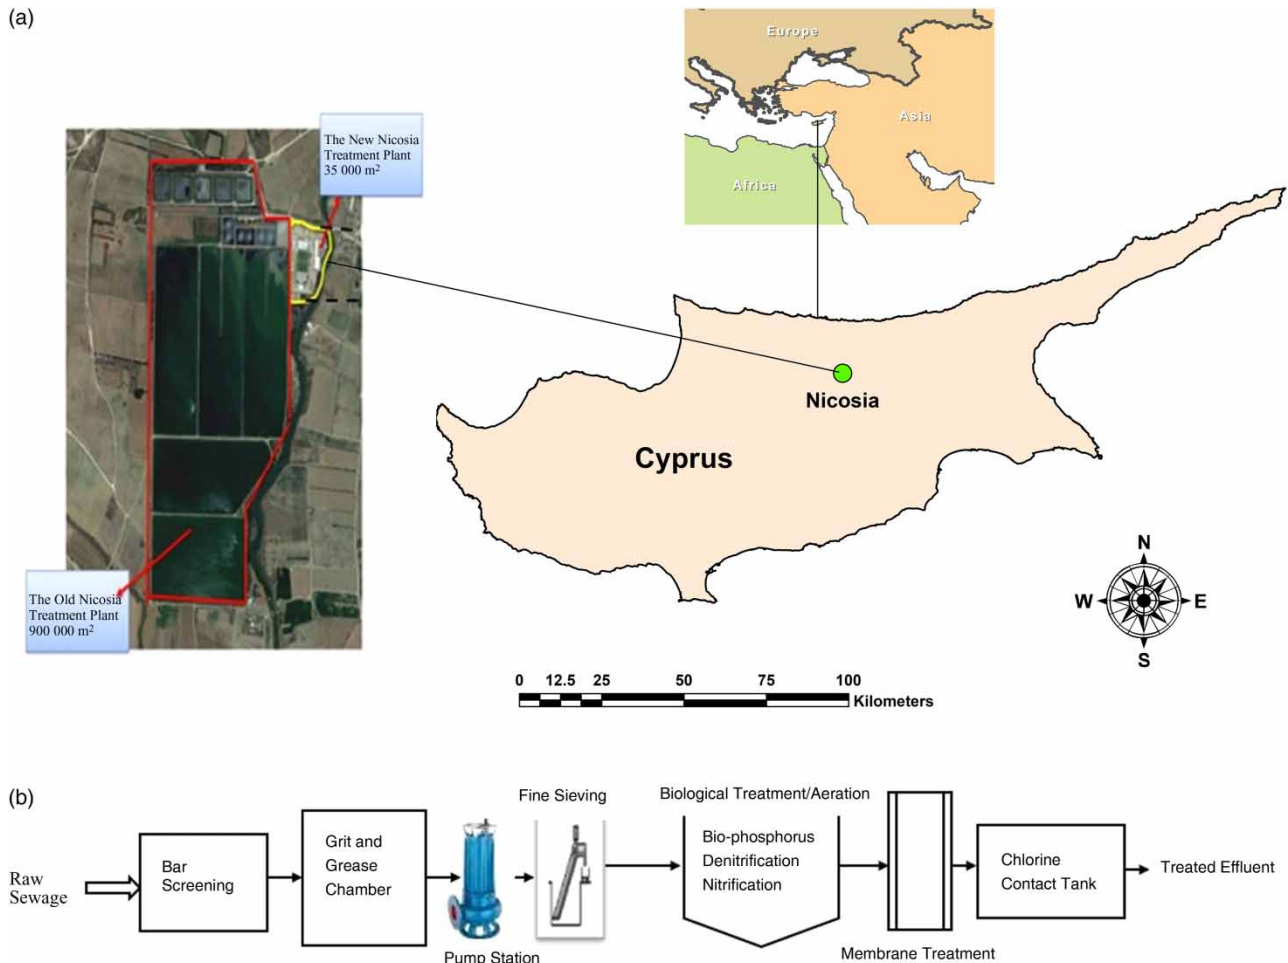 (a)
Europe
Asia
Africa
The New Nicosia
Treatment Plant
35 000 m²
Nicosia
Cyprus
The Old Nicosia
Treatment Plant
900 000 m²
N
W E
S
0 12.5 25 50 75 100
Kilometers
(b)
Raw
Sewage
Bar
Screening
Grit and
Grease
Chamber
Pump Station
Fine Sieving
Biological Treatment/Aeration
Bio-phosphorus
Denitrification
Nitrification
Membrane Treatment
Chlorine
Contact Tank
Treated Effluent